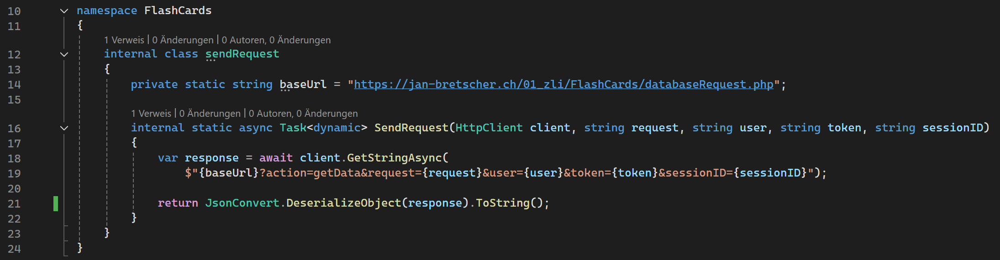 10 namespace FlashCards
11 {
1 Verweis | 0 Änderungen | 0 Autoren, 0 Änderungen
12 internal class sendRequest
13 {
14 private static string baseUrl = "https://jan-bretscher.ch/01_zli/FlashCards/databaseRequest.php";
15
1 Verweis | 0 Änderungen | 0 Autoren, 0 Änderungen
16 internal static async Task<dynamic> SendRequest(HttpClient client, string request, string user, string token, string sessionID)
17 {
18 var response = await client.GetStringAsync(
19 $"{baseUrl}?action=getData&request={request}&user={user}&token={token}&sessionID={sessionID}");
20
21 return JsonConvert.DeserializeObject(response).ToString();
22 }
23 }
24 }